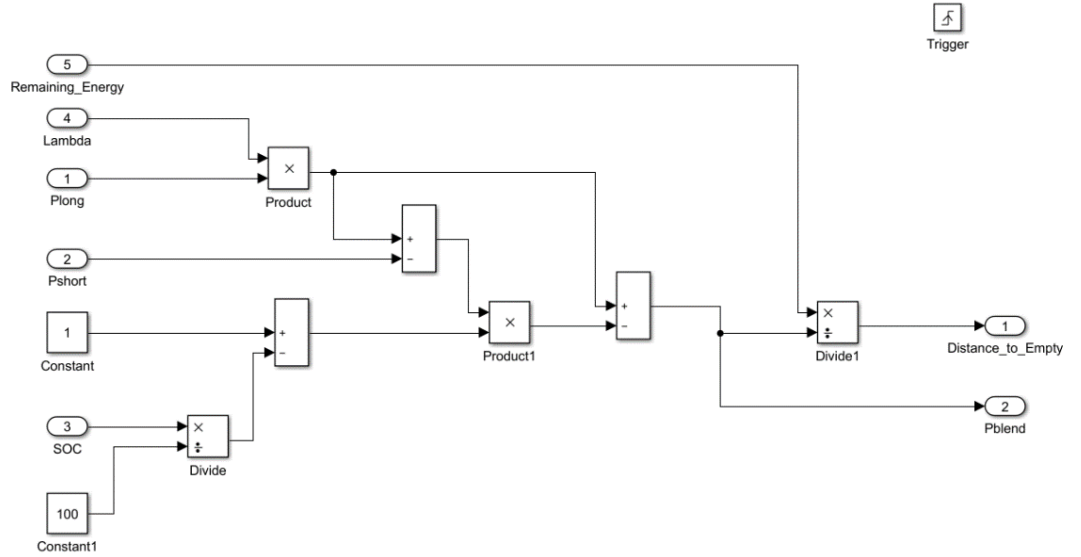 Trigger
5
Remaining_Energy
4
Lambda
×
1
Plong
Product
+
−
2
Pshort
+
−
1
Constant
+
−
×
Product1
×
÷
Divide1
1
Distance_to_Empty
2
Pblend
3
SOC
×
÷
Divide
100
Constant1